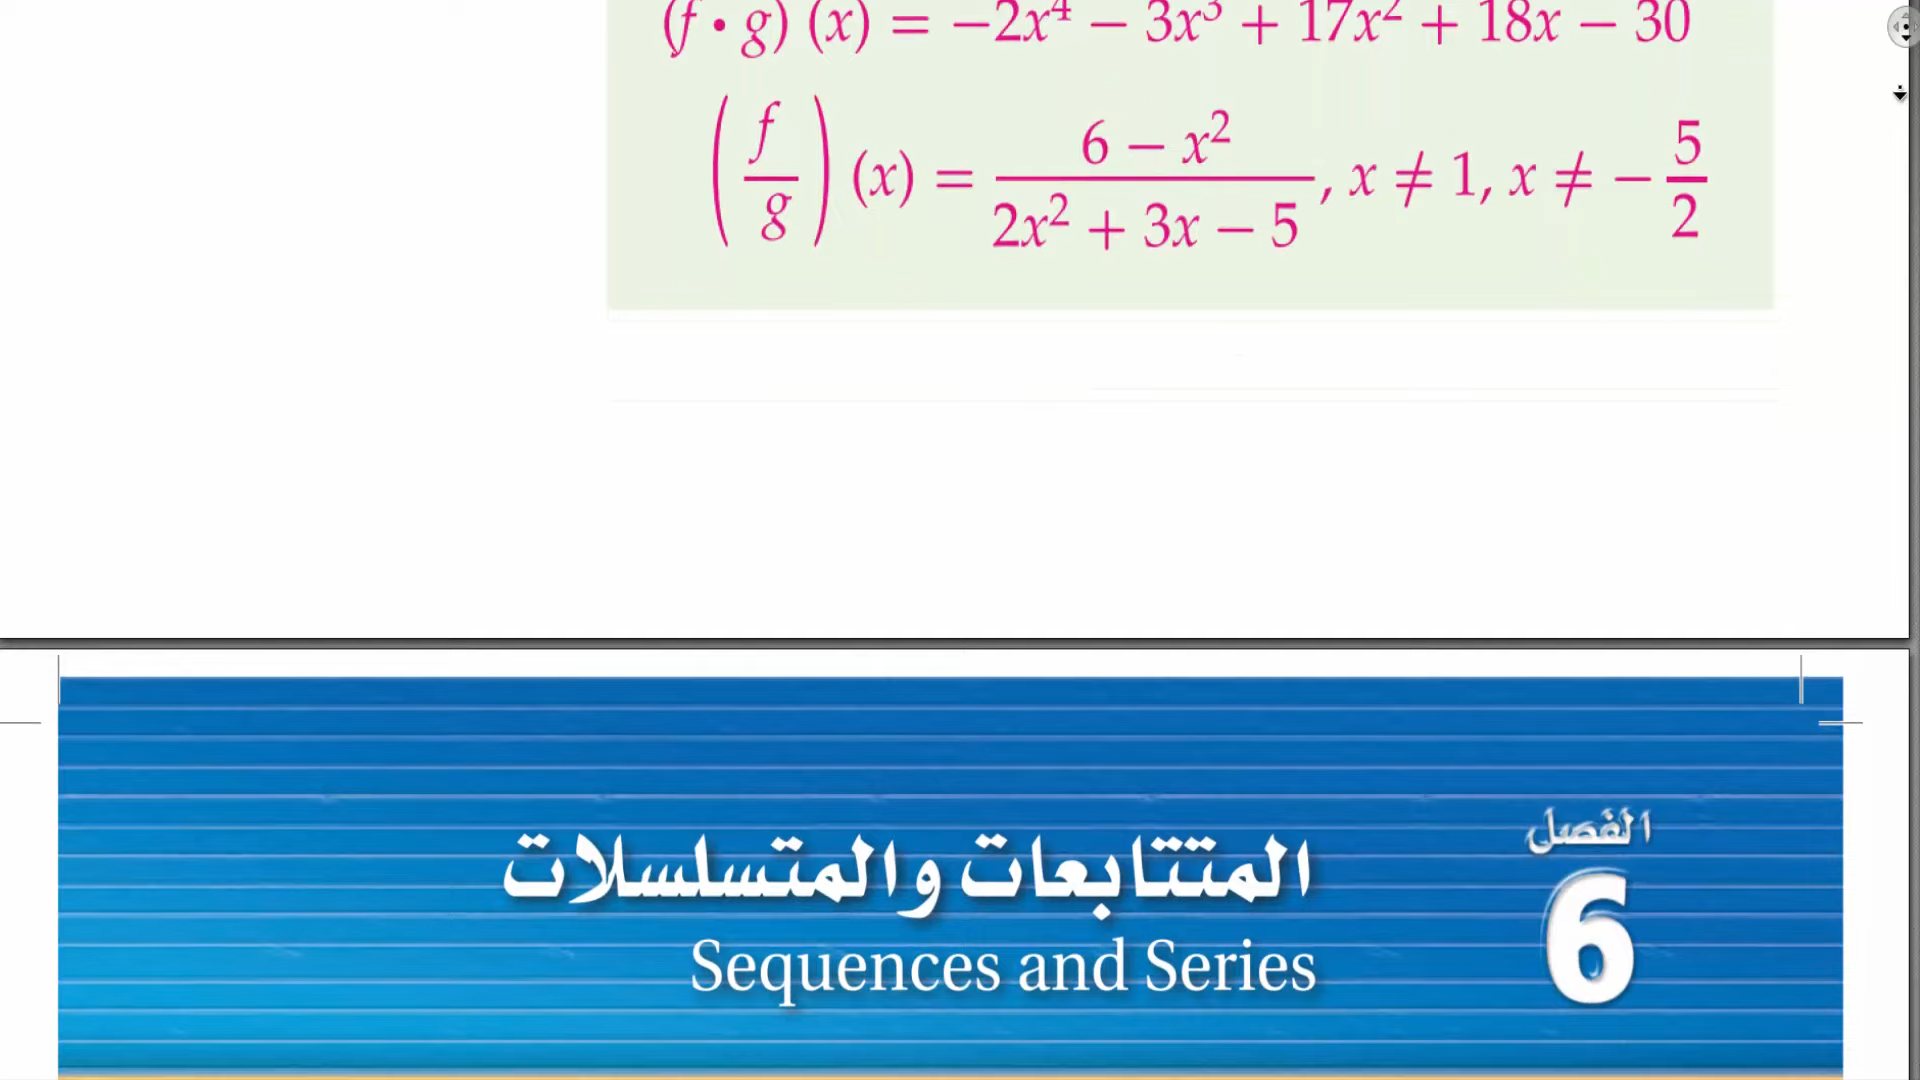 (f • g) (x) = −2x⁴ − 3x³ + 17x² + 18x − 30
(f/g) (x) = (6 − x²)/(2x² + 3x − 5), x ≠ 1, x ≠ −5/2
الفصل
6
المتتابعات والمتسلسلات
Sequences and Series